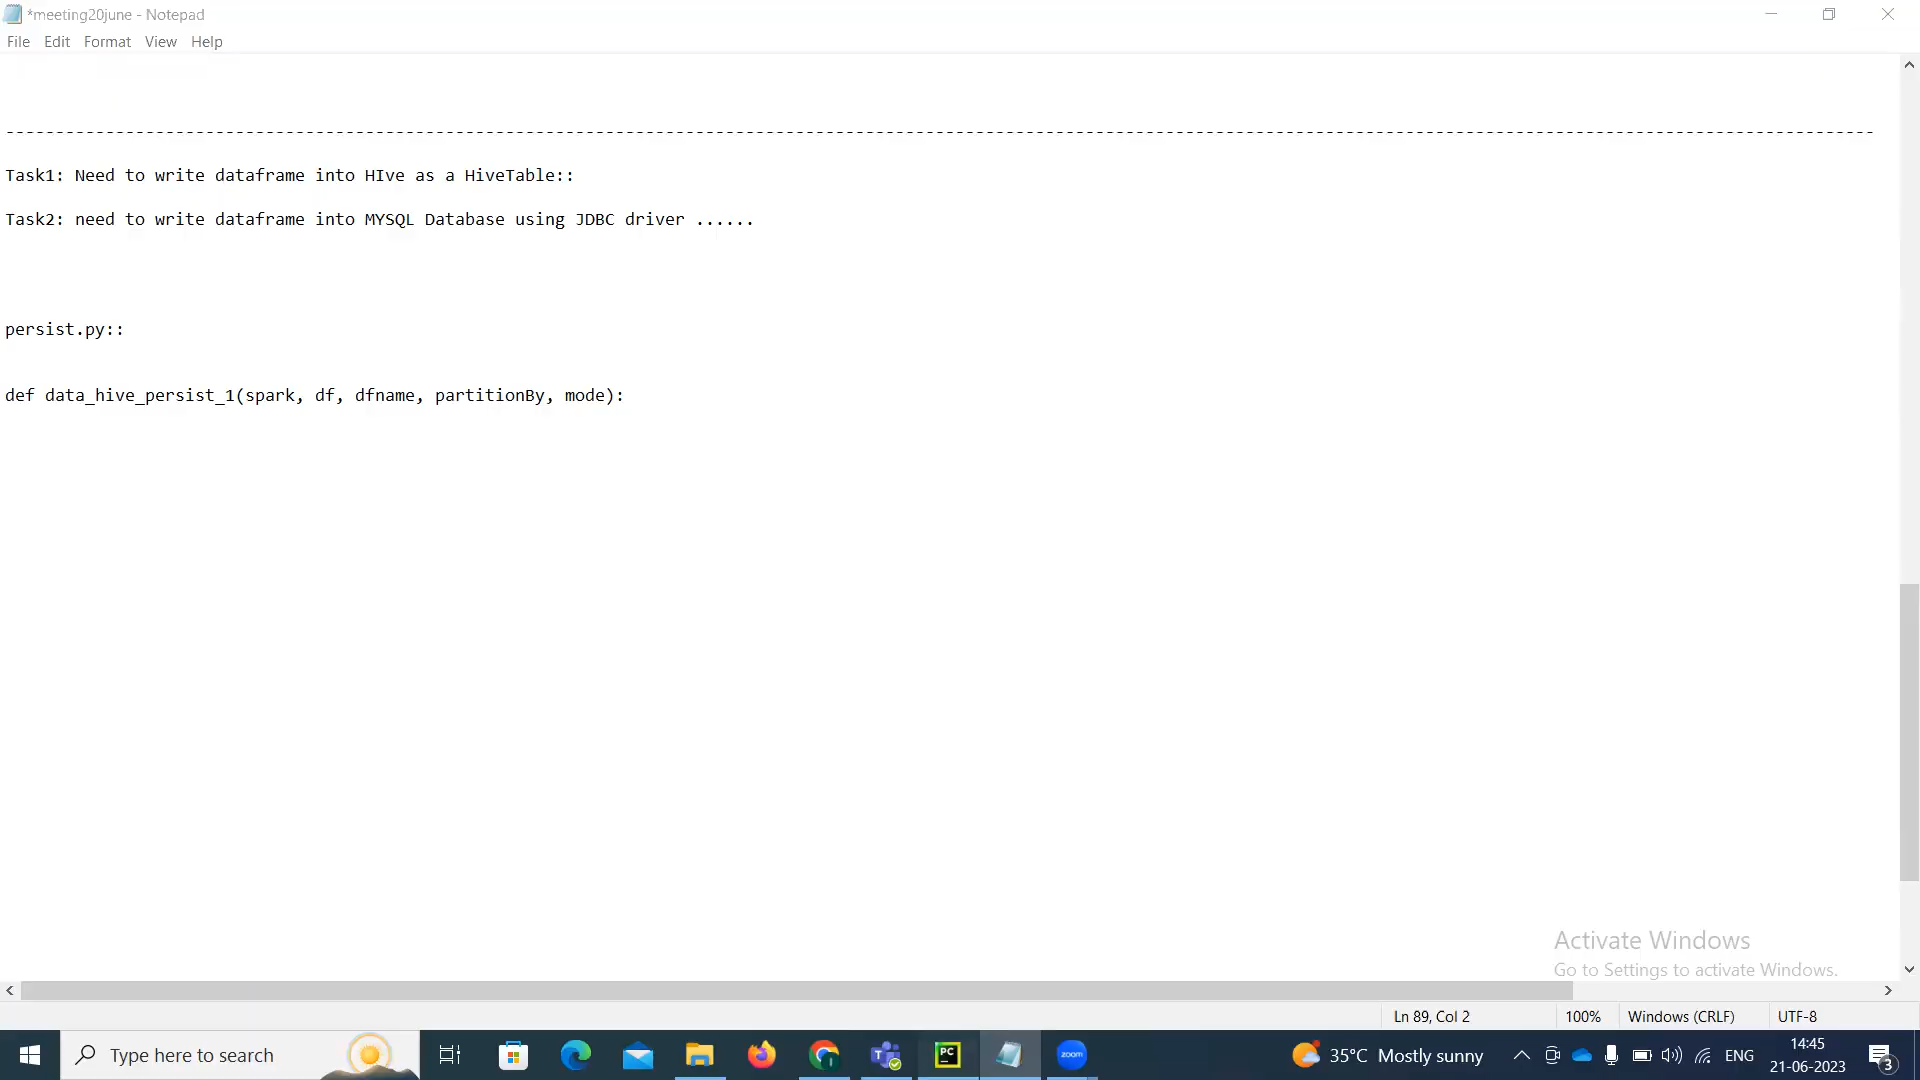 *meeting20june - Notepad
File Edit Format View Help
------------------------------------------------------------------------------------------------------------------------------------------------------------------------------------------
Task1: Need to write dataframe into HIve as a HiveTable::
Task2: need to write dataframe into MYSQL Database using JDBC driver ......
persist.py::
def data_hive_persist_1(spark, df, dfname, partitionBy, mode):
Activate Windows
Go to Settings to activate Windows.
Ln 89, Col 2 100% Windows (CRLF) UTF-8
Type here to search
PC
zoom
35°C Mostly sunny
ENG
14:45
21-06-2023
3